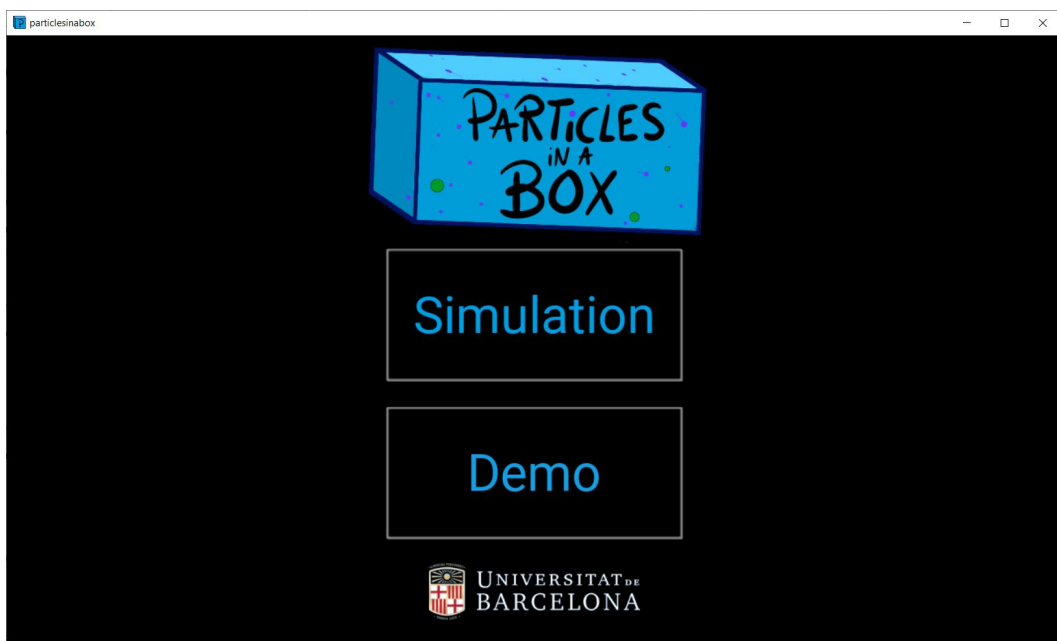 particlesinabox
PARTiCLES
iN A
BOX
Simulation
Demo
UNIVERSITAT DE
BARCELONA